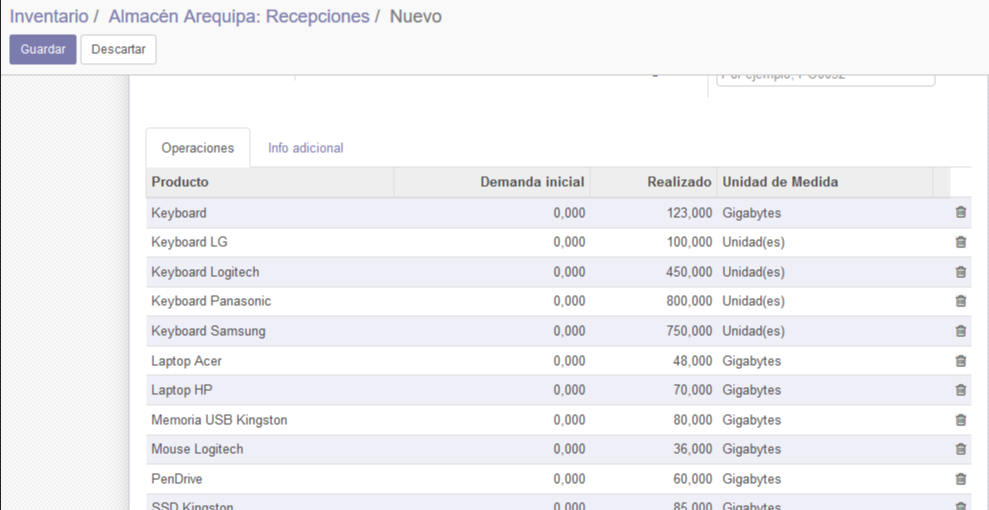 Inventario / Almacén Arequipa: Recepciones / Nuevo
Guardar Descartar
Operaciones Info adicional
Producto Demanda inicial Realizado Unidad de Medida
Keyboard 0,000 123,000 Gigabytes
Keyboard LG 0,000 100,000 Unidad(es)
Keyboard Logitech 0,000 450,000 Unidad(es)
Keyboard Panasonic 0,000 800,000 Unidad(es)
Keyboard Samsung 0,000 750,000 Unidad(es)
Laptop Acer 0,000 48,000 Gigabytes
Laptop HP 0,000 70,000 Gigabytes
Memoria USB Kingston 0,000 80,000 Gigabytes
Mouse Logitech 0,000 36,000 Gigabytes
PenDrive 0,000 60,000 Gigabytes
SSD Kingston 0,000 85,000 Gigabytes